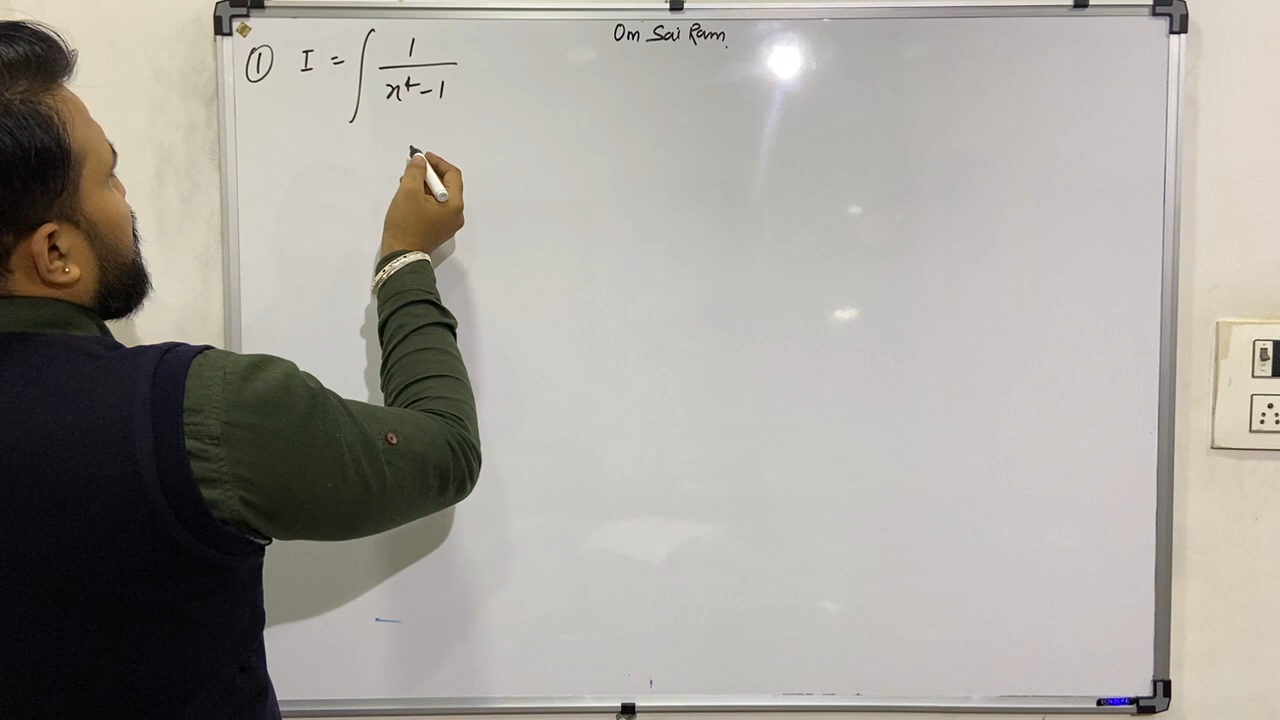 Om Sai Ram.
① I = ∫ 1/(x⁴-1)